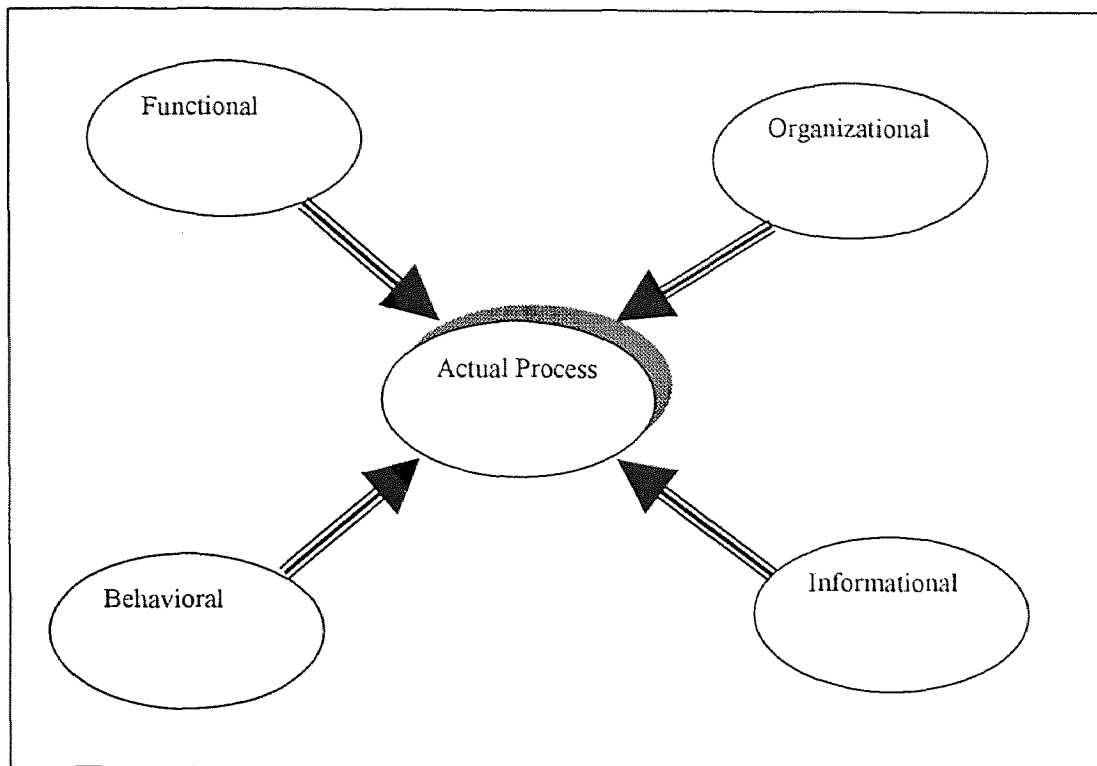 Functional
Organizational
Actual Process
Behavioral
Informational